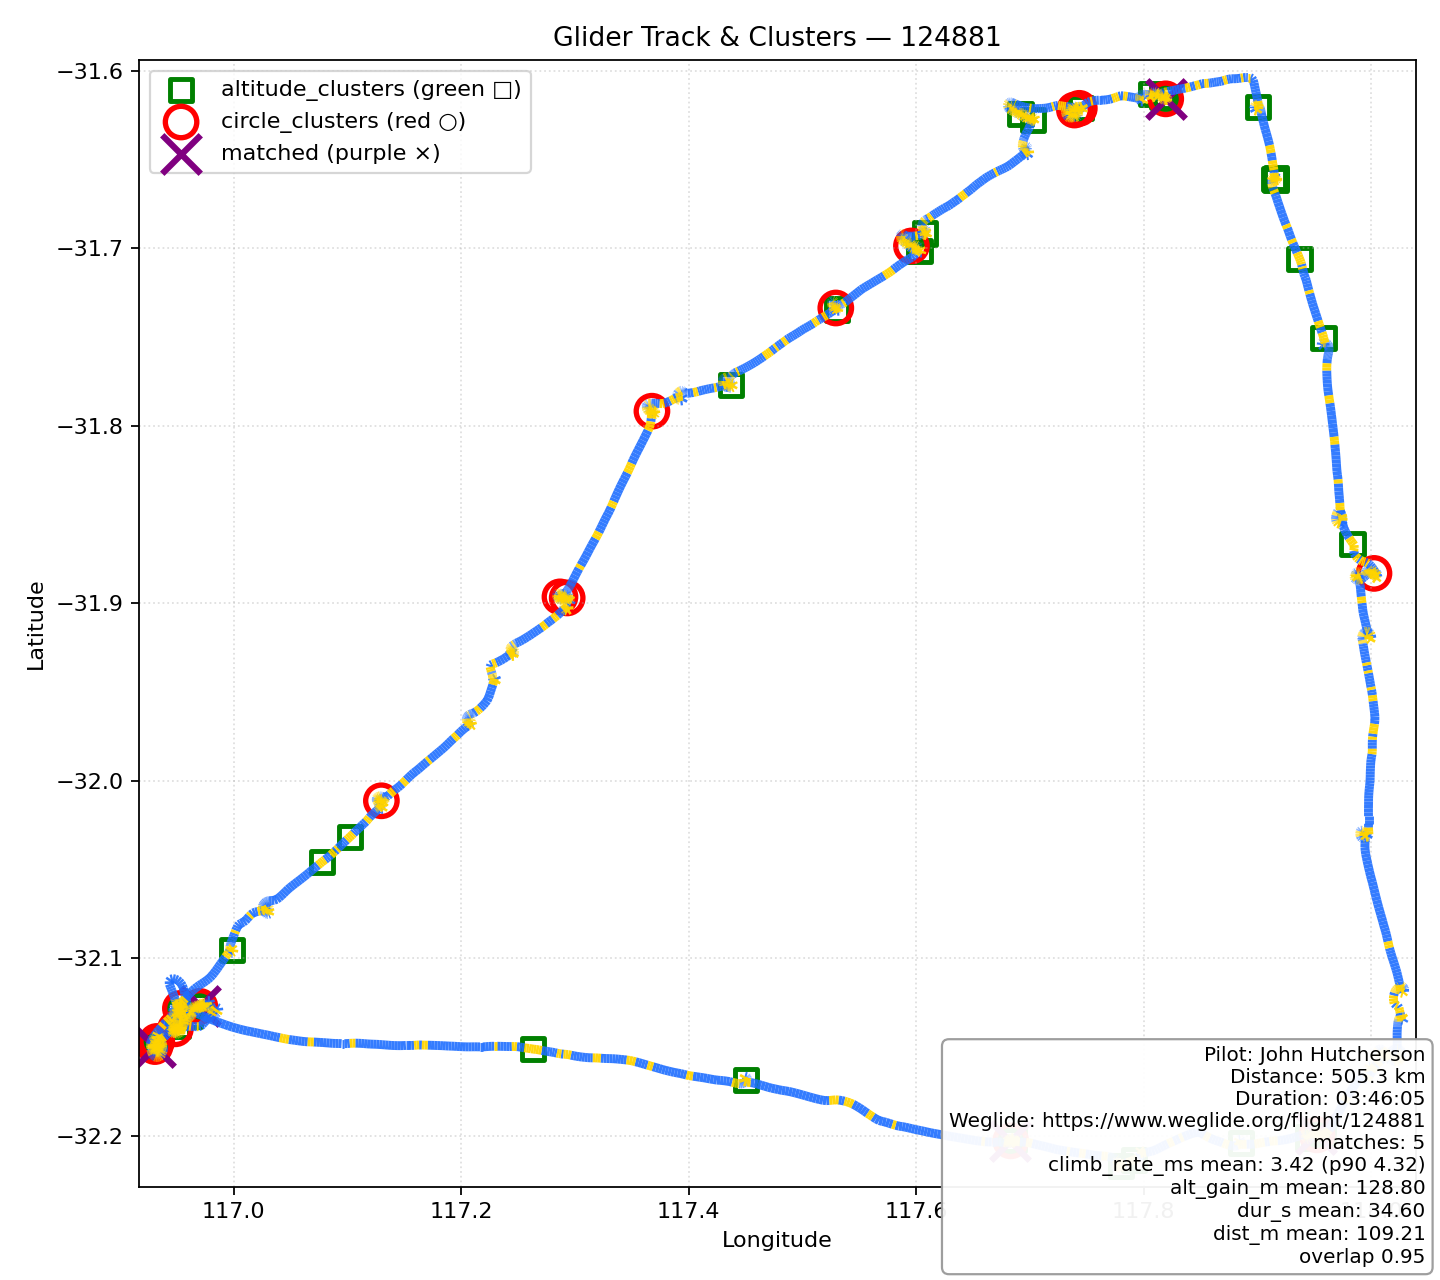 Glider Track & Clusters — 124881
altitude_clusters (green □)
circle_clusters (red ○)
matched (purple ×)
−31.6
−31.7
−31.8
−31.9
−32.0
−32.1
−32.2
Latitude
117.0
117.2
117.4
117.6
117.8
Longitude
Pilot: John Hutcherson
Distance: 505.3 km
Duration: 03:46:05
Weglide: https://www.weglide.org/flight/124881
matches: 5
climb_rate_ms mean: 3.42 (p90 4.32)
alt_gain_m mean: 128.80
dur_s mean: 34.60
dist_m mean: 109.21
overlap 0.95